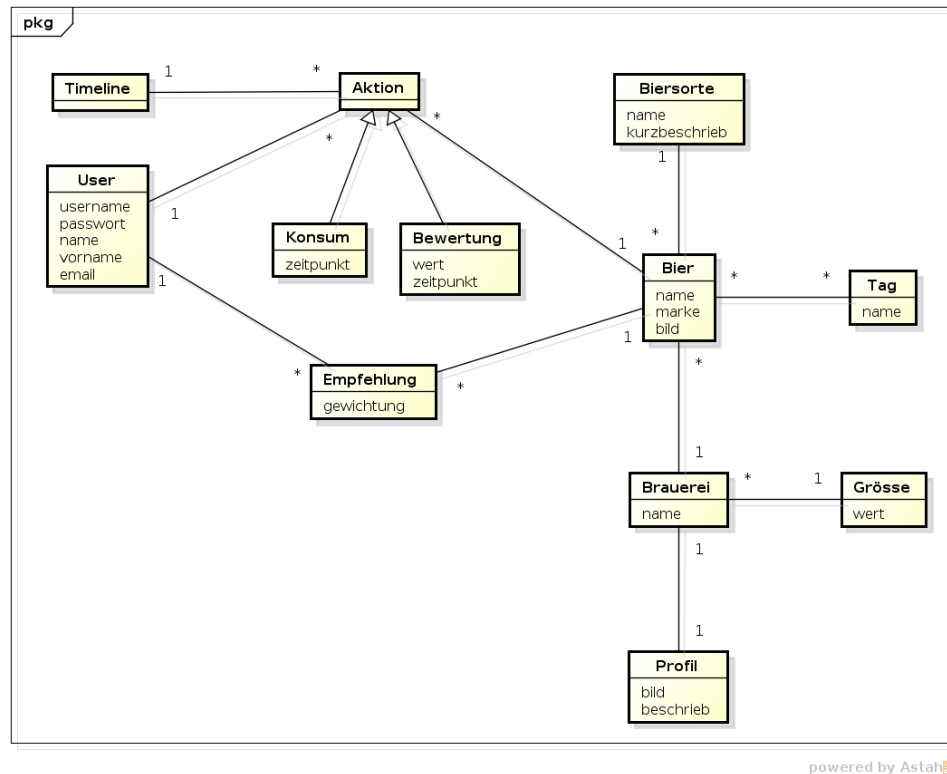 pkg
Timeline
1
*
Aktion
*
*
Biersorte
name
kurzbeschrieb
1
User
username
passwort
name
vorname
email
1
1
Konsum
zeitpunkt
Bewertung
wert
zeitpunkt
1
*
Bier
name
marke
bild
*
*
Tag
name
1
*
*
Empfehlung
gewichtung
*
1
Brauerei
name
*
1
Grösse
wert
1
1
Profil
bild
beschrieb
powered by Astah